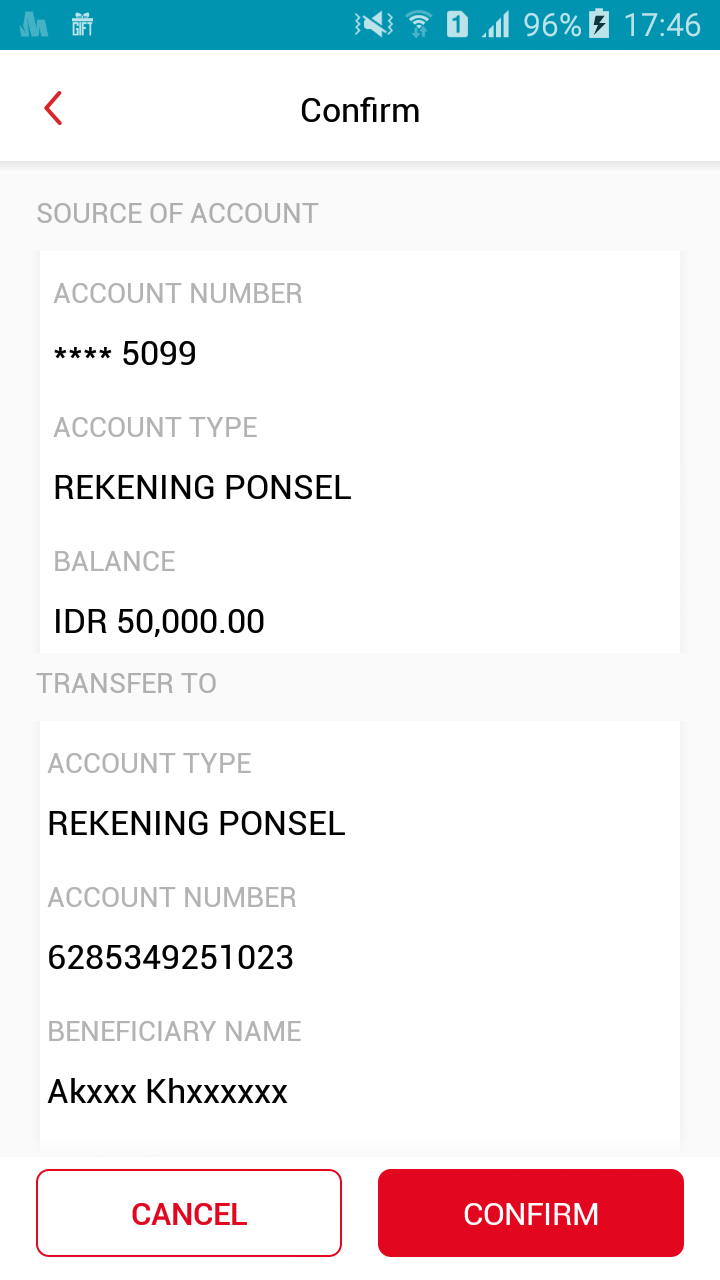 GIFT
1
96%
17:46
Confirm
SOURCE OF ACCOUNT
ACCOUNT NUMBER
**** 5099
ACCOUNT TYPE
REKENING PONSEL
BALANCE
IDR 50,000.00
TRANSFER TO
ACCOUNT TYPE
REKENING PONSEL
ACCOUNT NUMBER
6285349251023
BENEFICIARY NAME
Akxxx Khxxxxxx
CANCEL
CONFIRM